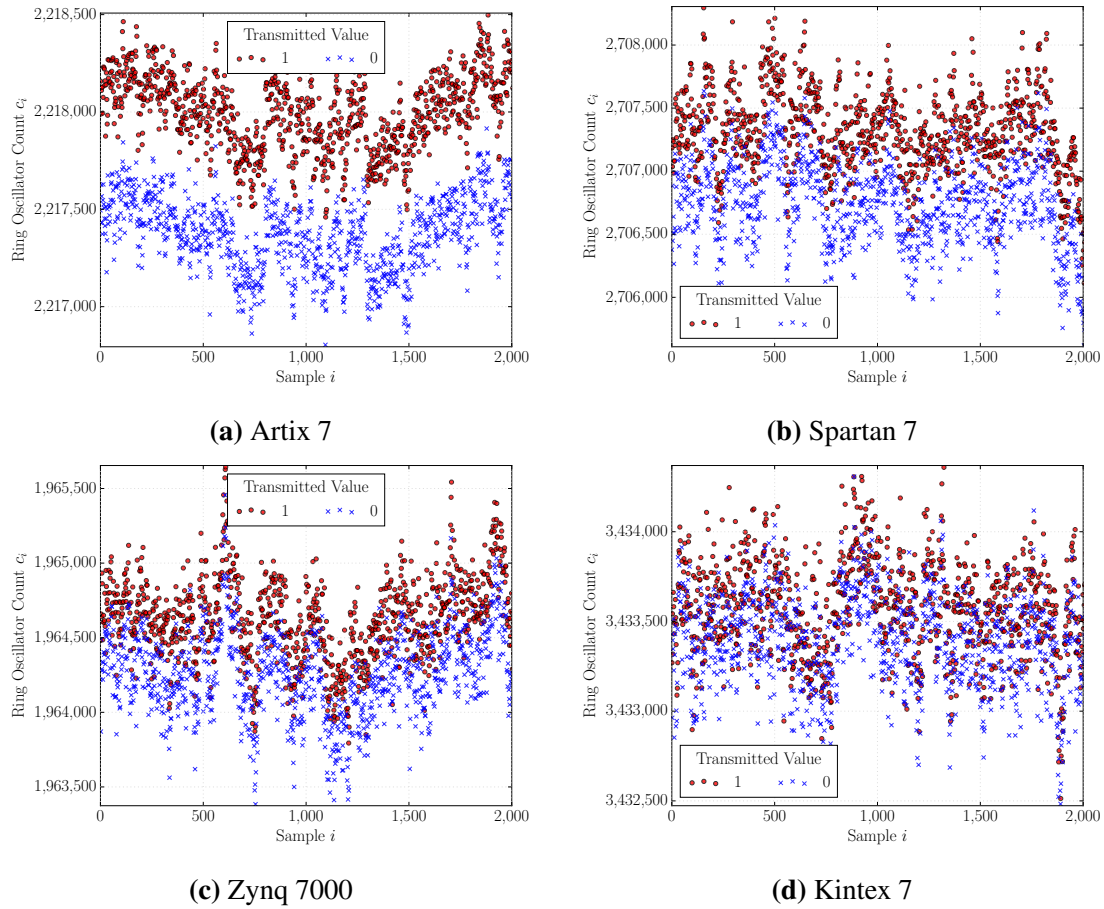 2,218,500
2,218,000
2,217,500
2,217,000
Ring Oscillator Count c_i
Transmitted Value
1 0
0 500 1,000 1,500 2,000
Sample i
(a) Artix 7
2,708,000
2,707,500
2,707,000
2,706,500
2,706,000
Ring Oscillator Count c_i
Transmitted Value
1 0
0 500 1,000 1,500 2,000
Sample i
(b) Spartan 7
1,965,500
1,965,000
1,964,500
1,964,000
1,963,500
Ring Oscillator Count c_i
Transmitted Value
1 0
0 500 1,000 1,500 2,000
Sample i
(c) Zynq 7000
3,434,000
3,433,500
3,433,000
3,432,500
Ring Oscillator Count c_i
Transmitted Value
1 0
0 500 1,000 1,500 2,000
Sample i
(d) Kintex 7